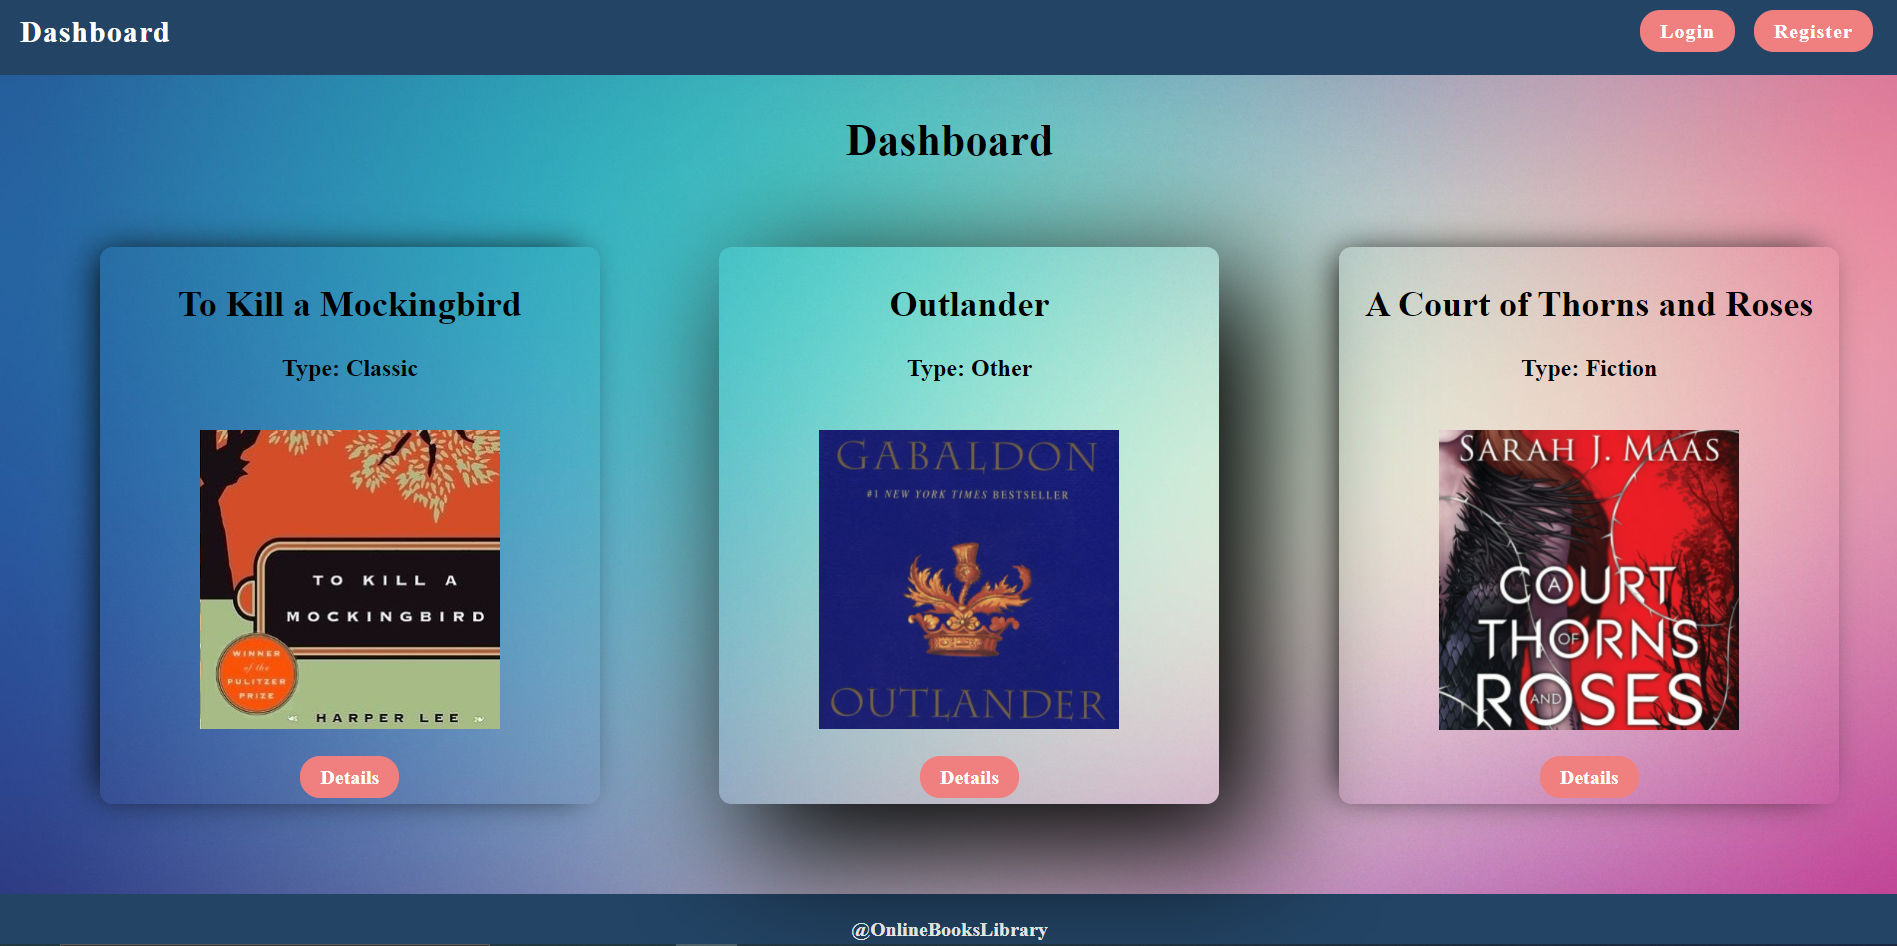 Dashboard
Login
Register
Dashboard
To Kill a Mockingbird
Type: Classic
TO KILL A
MOCKINGBIRD
WINNER
of the
PULITZER
PRIZE
HARPER LEE
Details
Outlander
Type: Other
GABALDON
#1 NEW YORK TIMES BESTSELLER
OUTLANDER
Details
A Court of Thorns and Roses
Type: Fiction
SARAH J. MAAS
A
COURT
OF
THORNS
AND
ROSES
Details
@OnlineBooksLibrary